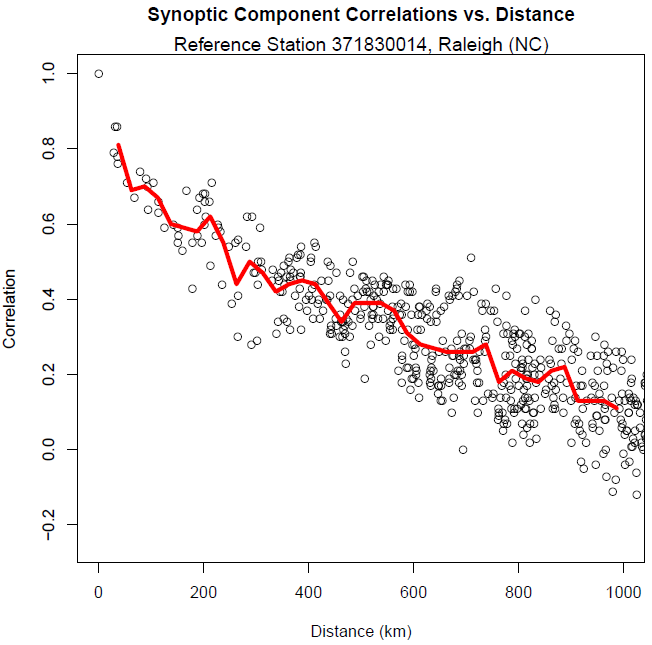 Synoptic Component Correlations vs. Distance
Reference Station 371830014, Raleigh (NC)
1.0
0.8
0.6
0.4
0.2
0.0
−0.2
Correlation
0 200 400 600 800 1000
Distance (km)